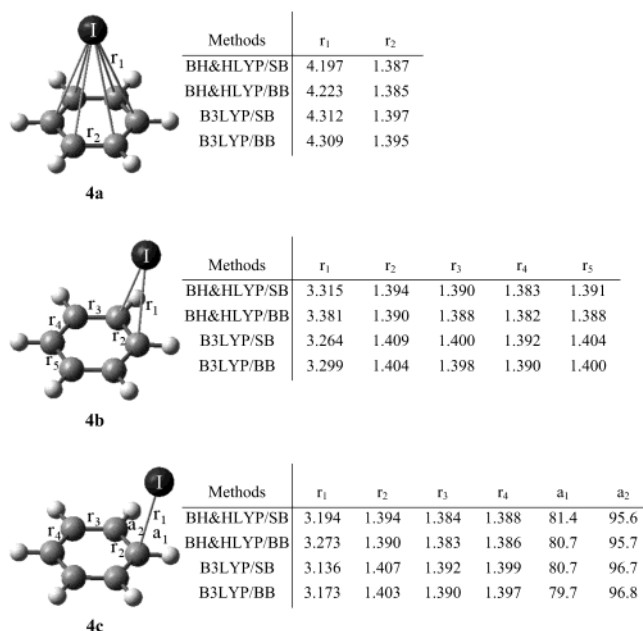 I
r₁
r₂
4a
Methods r₁ r₂
BH&HLYP/SB 4.197 1.387
BH&HLYP/BB 4.223 1.385
B3LYP/SB 4.312 1.397
B3LYP/BB 4.309 1.395
I
r₃
r₁
r₄
r₂
r₅
4b
Methods r₁ r₂ r₃ r₄ r₅
BH&HLYP/SB 3.315 1.394 1.390 1.383 1.391
BH&HLYP/BB 3.381 1.390 1.388 1.382 1.388
B3LYP/SB 3.264 1.409 1.400 1.392 1.404
B3LYP/BB 3.299 1.404 1.398 1.390 1.400
I
r₃
a₂
r₁
r₄
r₂
a₁
4c
Methods r₁ r₂ r₃ r₄ a₁ a₂
BH&HLYP/SB 3.194 1.394 1.384 1.388 81.4 95.6
BH&HLYP/BB 3.273 1.390 1.383 1.386 80.7 95.7
B3LYP/SB 3.136 1.407 1.392 1.399 80.7 96.7
B3LYP/BB 3.173 1.403 1.390 1.397 79.7 96.8